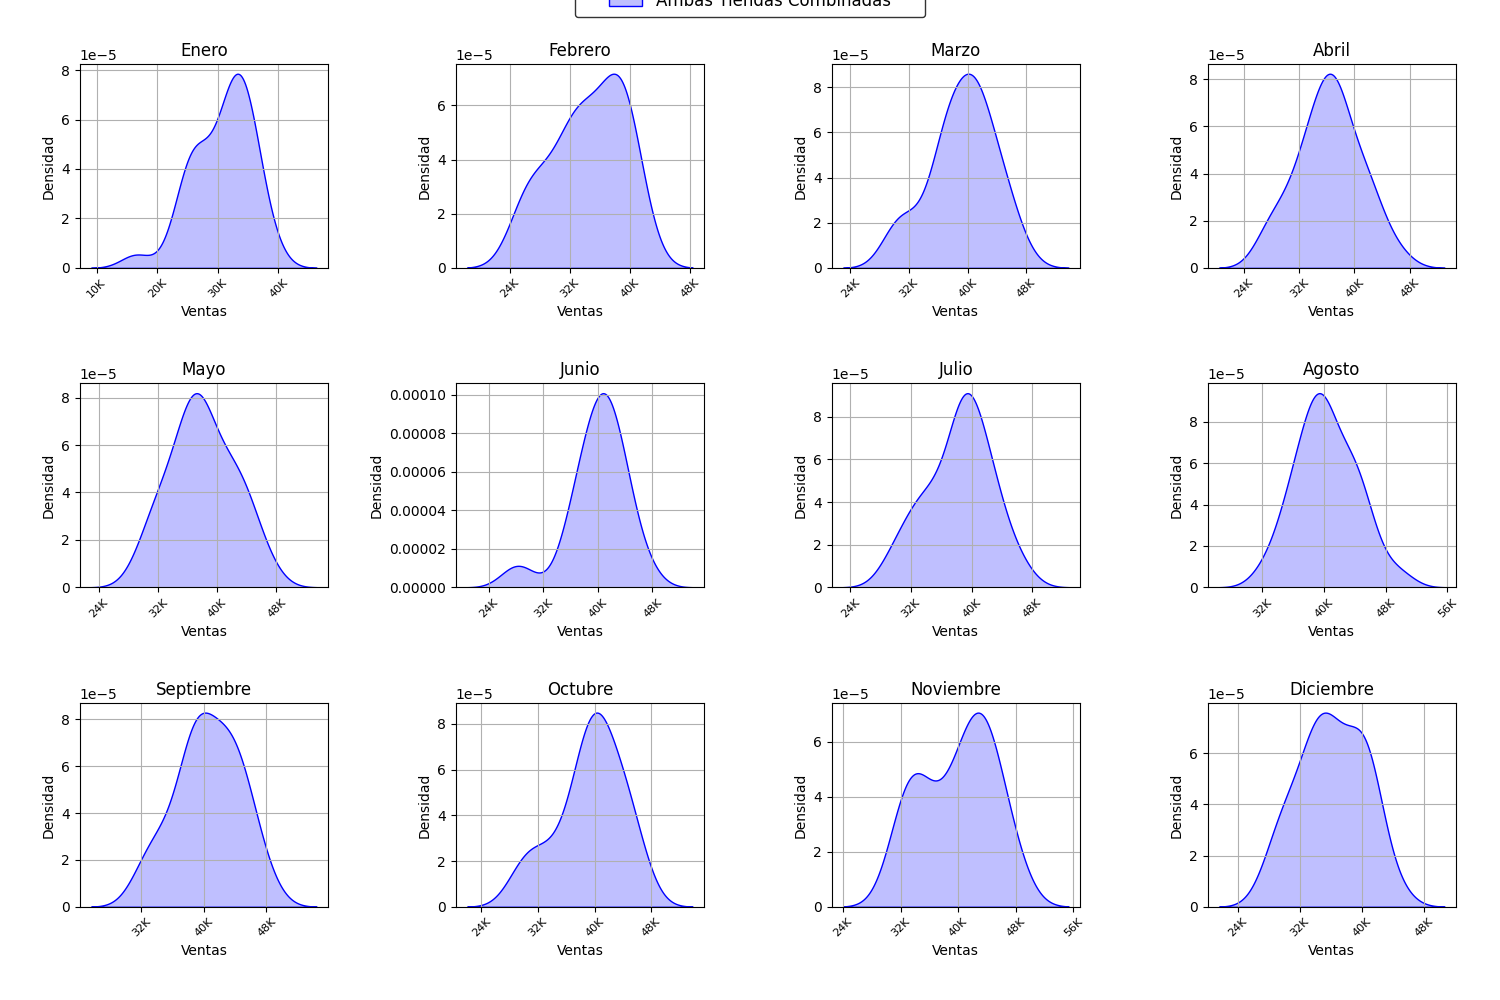 Ambas Tiendas Combinadas
Enero
1e−5
8
6
4
2
0
Densidad
10K 20K 30K 40K
Ventas
Febrero
1e−5
6
4
2
0
Densidad
24K 32K 40K 48K
Ventas
Marzo
1e−5
8
6
4
2
0
Densidad
24K 32K 40K 48K
Ventas
Abril
1e−5
8
6
4
2
0
Densidad
24K 32K 40K 48K
Ventas
Mayo
1e−5
8
6
4
2
0
Densidad
24K 32K 40K 48K
Ventas
Junio
0.00010
0.00008
0.00006
0.00004
0.00002
0.00000
Densidad
24K 32K 40K 48K
Ventas
Julio
1e−5
8
6
4
2
0
Densidad
24K 32K 40K 48K
Ventas
Agosto
1e−5
8
6
4
2
0
Densidad
32K 40K 48K 56K
Ventas
Septiembre
1e−5
8
6
4
2
0
Densidad
32K 40K 48K
Ventas
Octubre
1e−5
8
6
4
2
0
Densidad
24K 32K 40K 48K
Ventas
Noviembre
1e−5
6
4
2
0
Densidad
24K 32K 40K 48K 56K
Ventas
Diciembre
1e−5
6
4
2
0
Densidad
24K 32K 40K 48K
Ventas